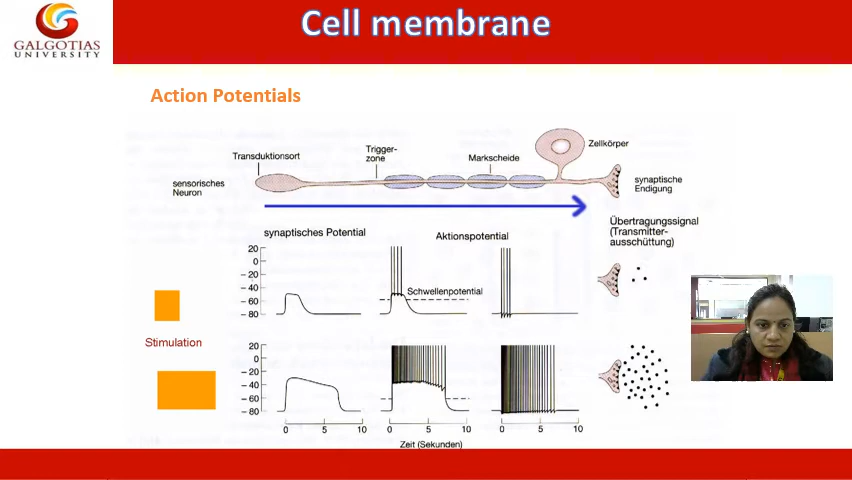 Cell membrane
GALGOTIAS
UNIVERSITY
Action Potentials
Transduktionsort
Trigger-
zone
Markscheide
Zellkörper
sensorisches
Neuron
synaptische
Endigung
Übertragungssignal
(Transmitter-
ausschüttung)
synaptisches Potential
Aktionspotential
20
0
– 20
– 40
– 60
– 80
Schwellenpotential
Stimulation
20
0
– 20
– 40
– 60
– 80
0 5 10
0 5 10
0 5 10
Zeit (Sekunden)